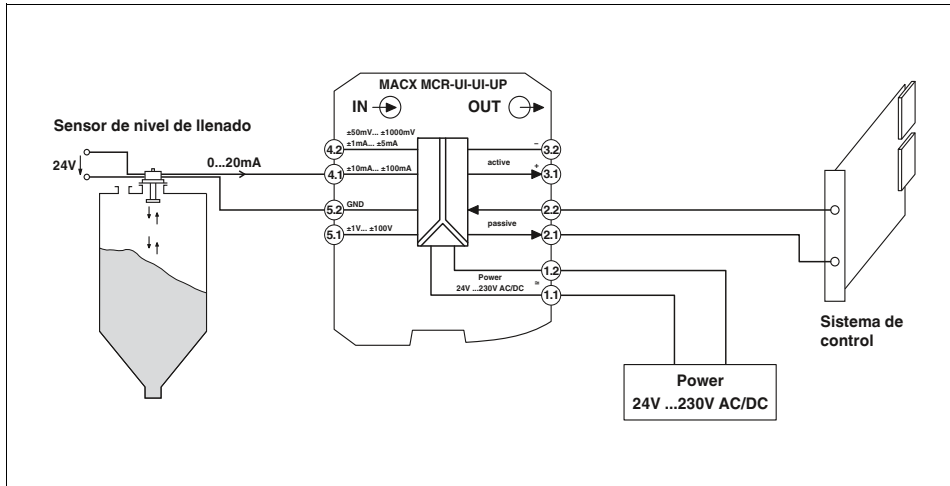 MACX MCR-UI-UI-UP
IN
OUT
Sensor de nivel de llenado
24V
0...20mA
±50mV... ±1000mV
4.2 ±1mA... ±5mA
4.1 ±10mA... ±100mA
5.2 GND
5.1 ±1V... ±100V
– 3.2
active
+ 3.1
2.2
passive
2.1
1.2
Power
24V ...230V AC/DC
1.1
Sistema de
control
Power
24V ...230V AC/DC